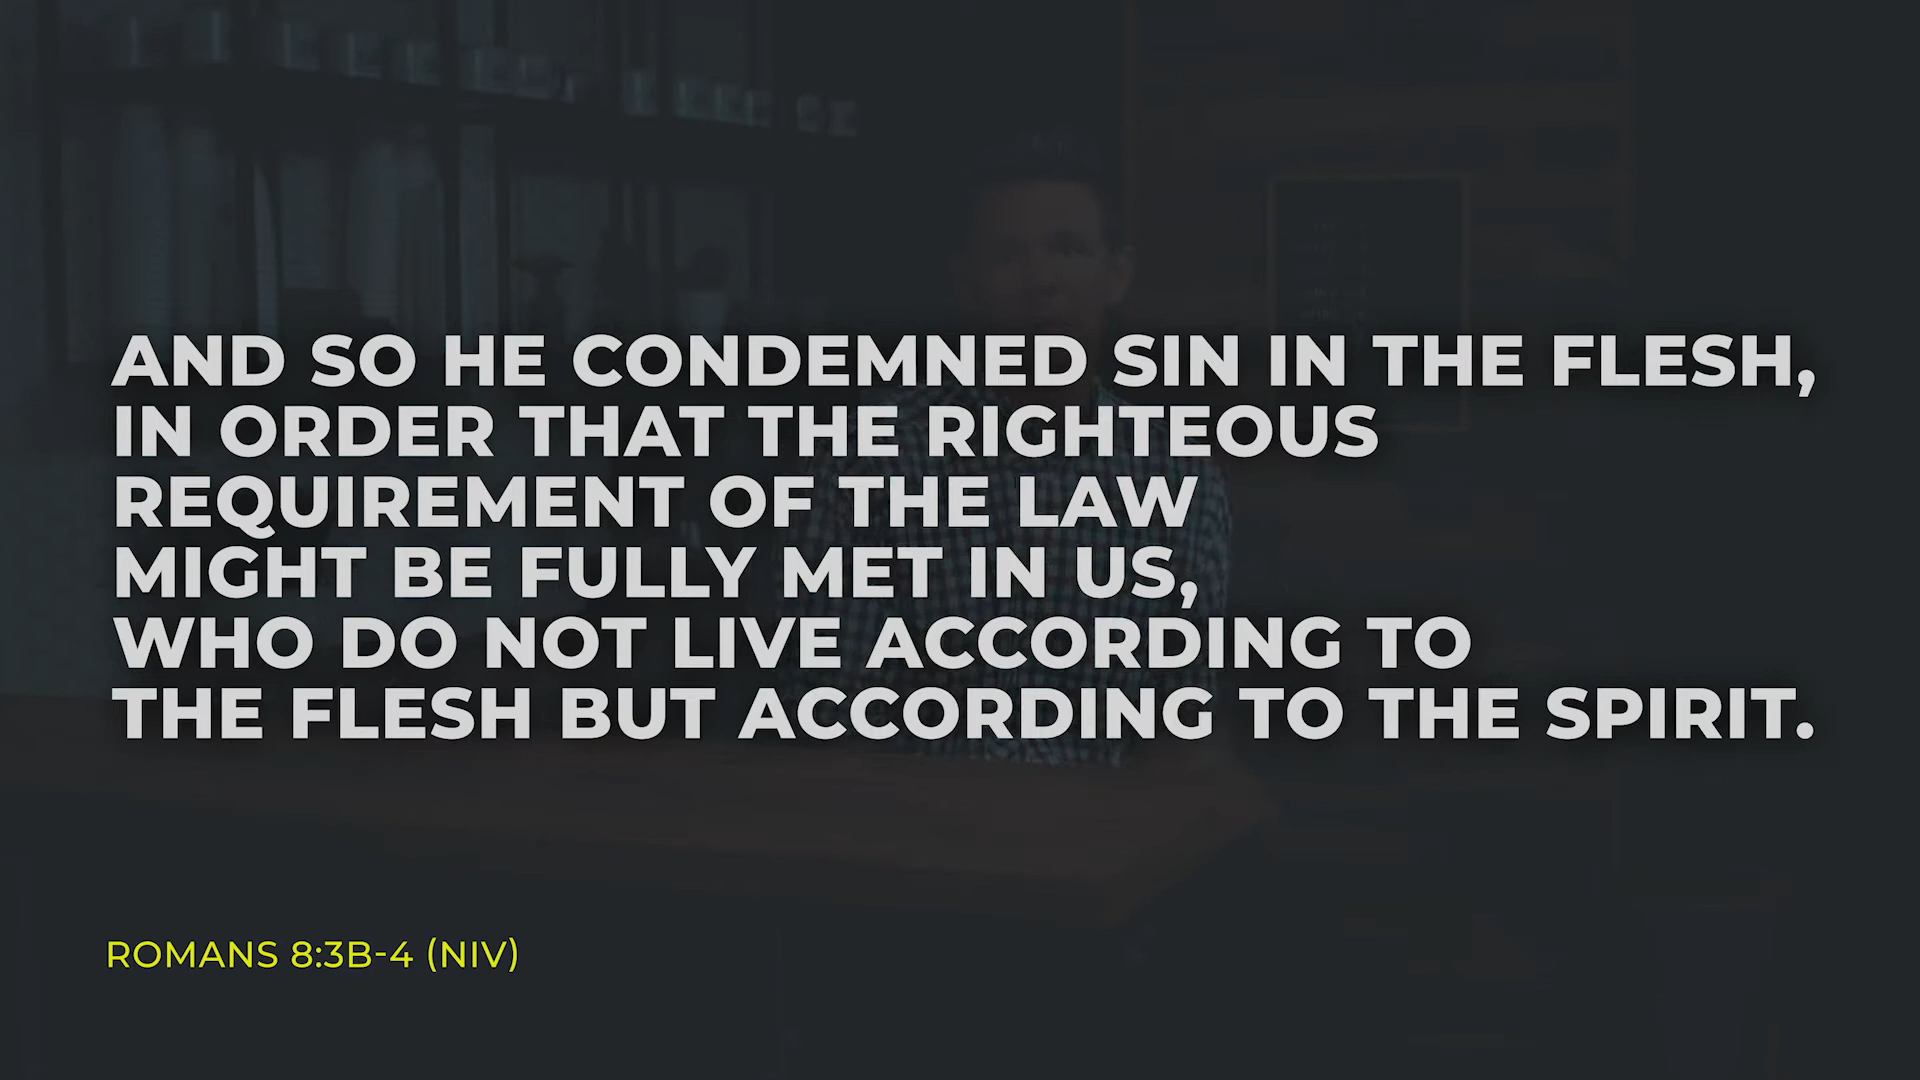 AND SO HE CONDEMNED SIN IN THE FLESH,
IN ORDER THAT THE RIGHTEOUS
REQUIREMENT OF THE LAW
MIGHT BE FULLY MET IN US,
WHO DO NOT LIVE ACCORDING TO
THE FLESH BUT ACCORDING TO THE SPIRIT.
ROMANS 8:3B-4 (NIV)